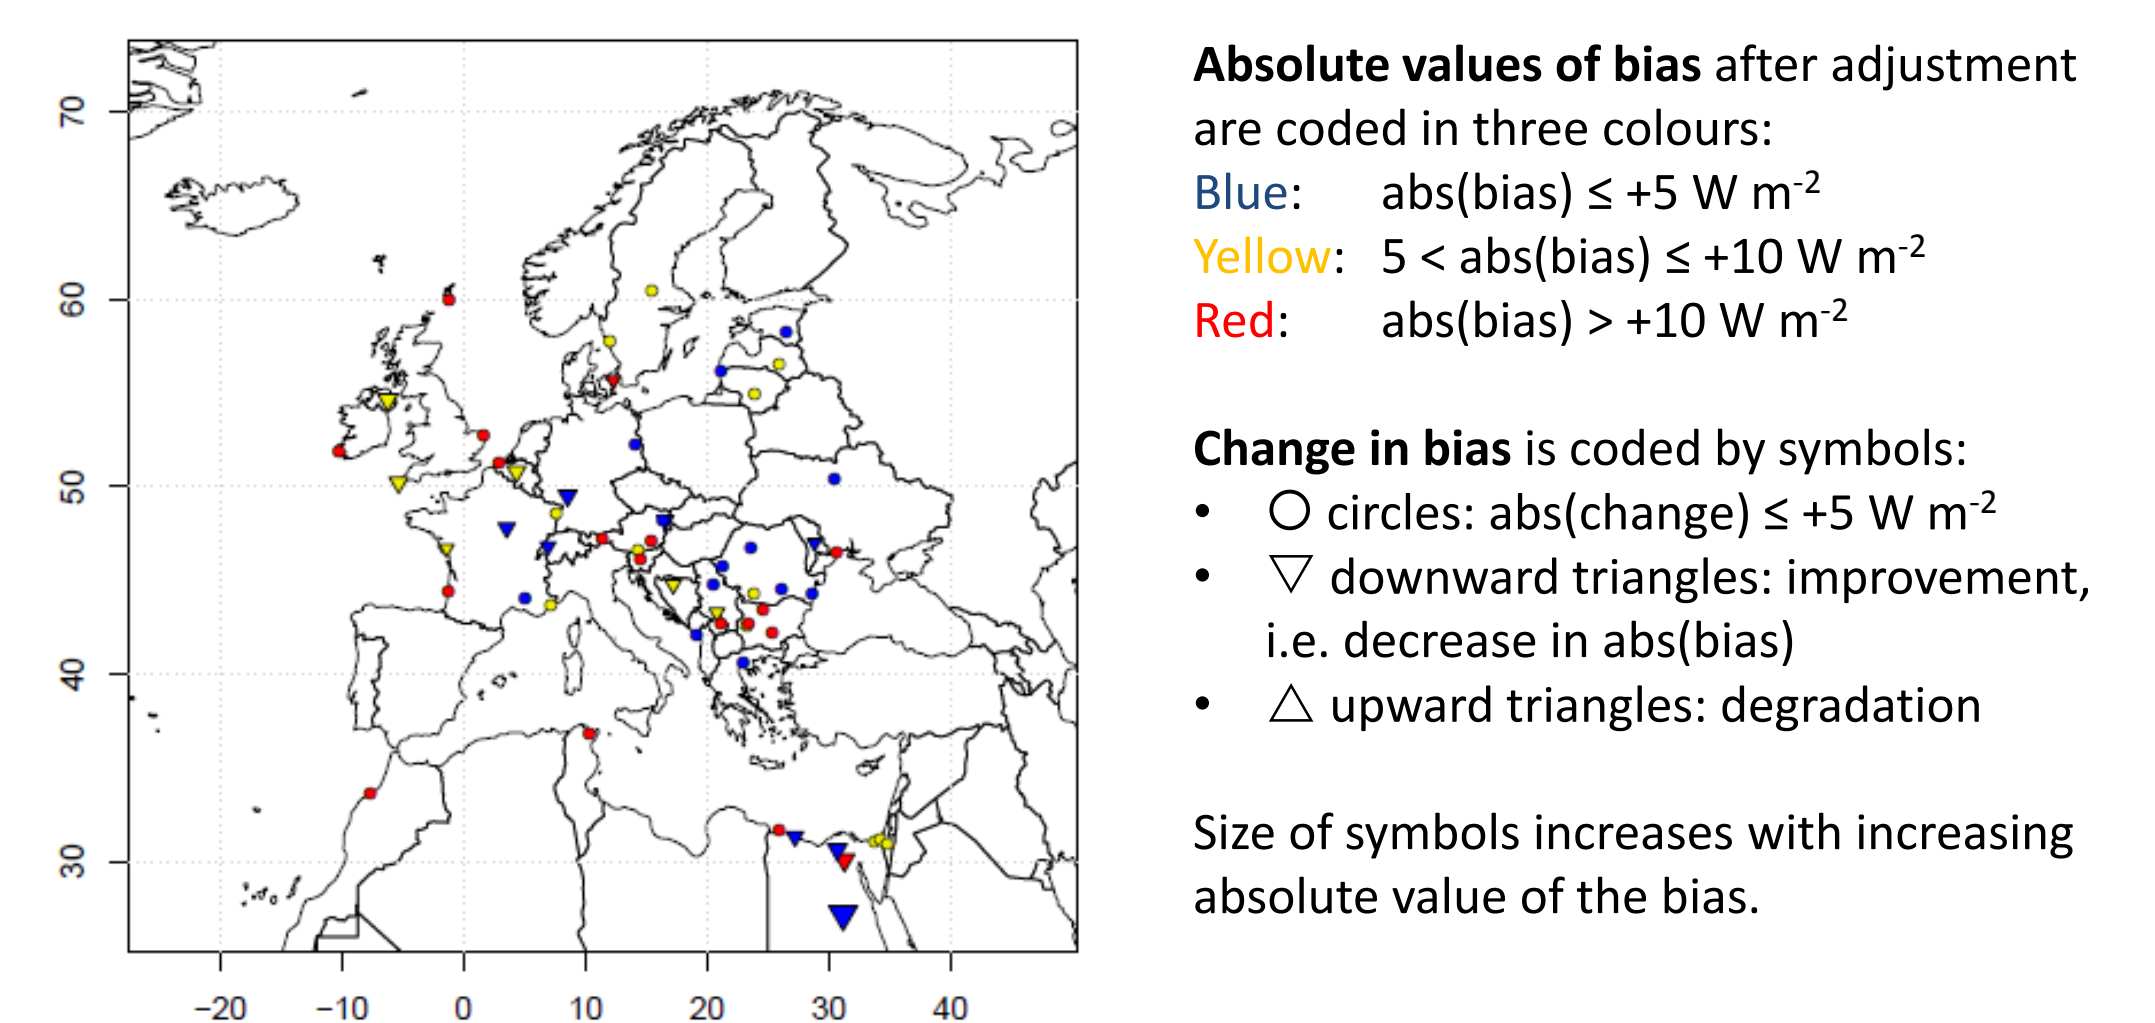 70
60
50
40
30
−20 −10 0 10 20 30 40
Absolute values of bias after adjustment
are coded in three colours:
Blue: abs(bias) ≤ +5 W m-2
Yellow: 5 < abs(bias) ≤ +10 W m-2
Red: abs(bias) > +10 W m-2
Change in bias is coded by symbols:
• ○ circles: abs(change) ≤ +5 W m-2
• ▽ downward triangles: improvement,
i.e. decrease in abs(bias)
• △ upward triangles: degradation
Size of symbols increases with increasing
absolute value of the bias.